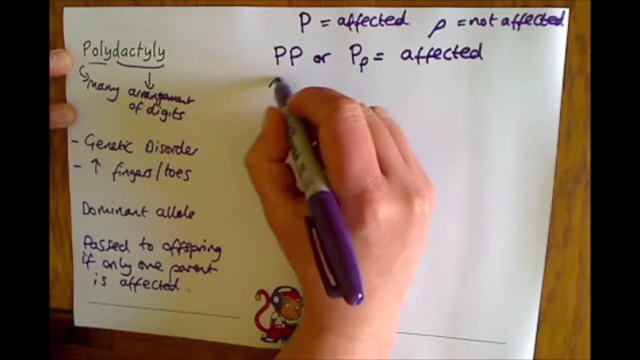 P = affected p = not affected
Polydactyly
PP or Pp = affected
Many arrangement
of digits
- Genetic Disorder
- ↑ fingers/toes
Dominant allele
Passed to offspring
if only one parent
is affected.